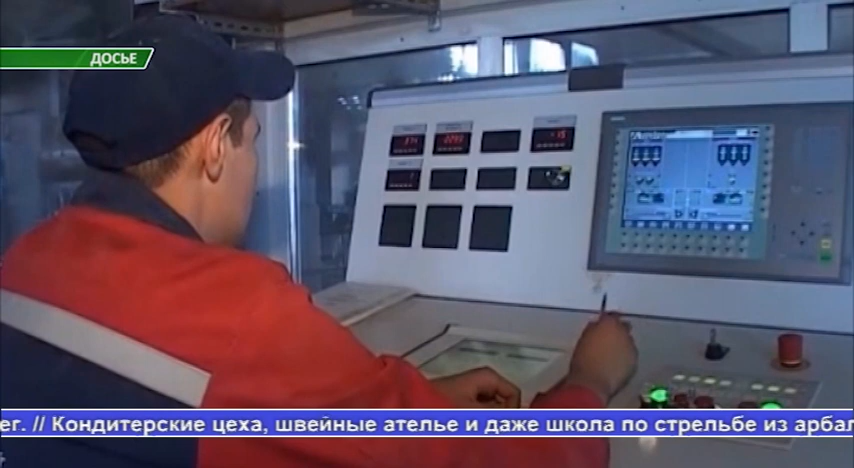 ДОСЬЕ
ег. // Кондитерские цеха, швейные ателье и даже школа по стрельбе из арбал